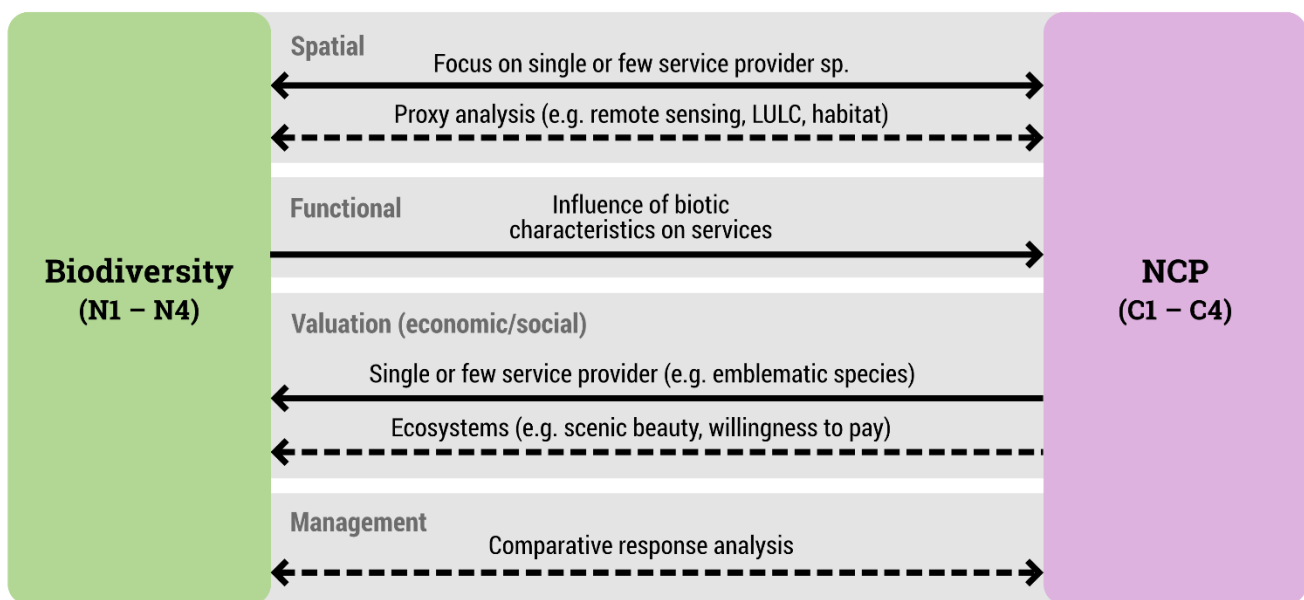 Spatial
Focus on single or few service provider sp.
Proxy analysis (e.g. remote sensing, LULC, habitat)
Functional
Influence of biotic
characteristics on services
Biodiversity
(N1 – N4)
NCP
(C1 – C4)
Valuation (economic/social)
Single or few service provider (e.g. emblematic species)
Ecosystems (e.g. scenic beauty, willingness to pay)
Management
Comparative response analysis